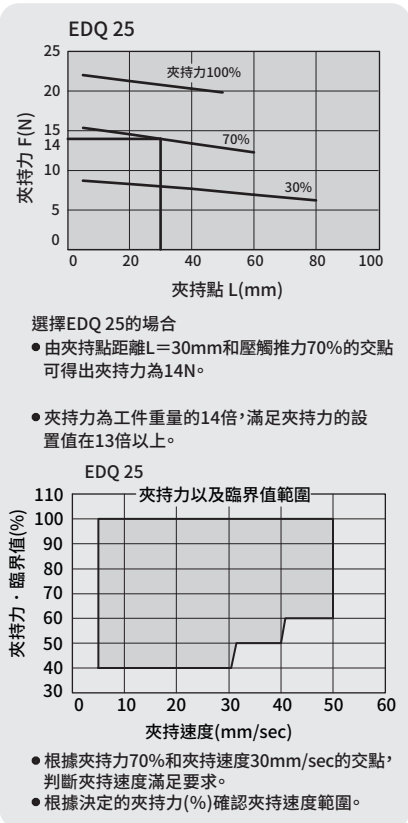 EDQ 25
夾持力 F(N)
25
20
15
14
10
5
0
夾持力100%
70%
30%
0 20 40 60 80 100
夾持點 L(mm)
選擇EDQ 25的場合
●由夾持點距離L=30mm和壓觸推力70%的交點
可得出夾持力為14N。
●夾持力為工件重量的14倍,滿足夾持力的設
置值在13倍以上。
EDQ 25
夾持力・臨界值(%)
夾持力以及臨界值範圍
110
100
90
80
70
60
50
40
30
0 10 20 30 40 50 60
夾持速度(mm/sec)
●根據夾持力70%和夾持速度30mm/sec的交點,
判斷夾持速度滿足要求。
●根據決定的夾持力(%)確認夾持速度範圍。